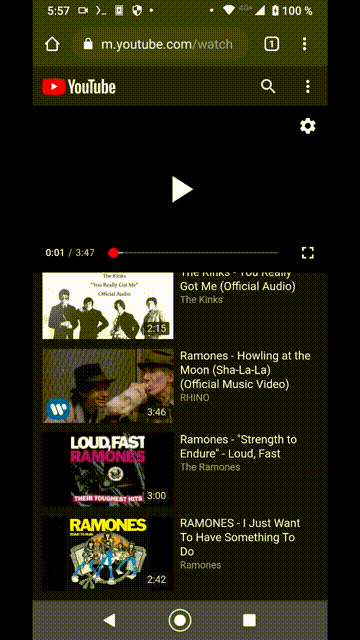 5:57
4G+
100 %
m.youtube.com/watch
1
YouTube
0:01 / 3:47
The Kinks - You Really
Got Me (Official Audio)
The Kinks
The Kinks
"You Really Got Me"
Official Audio
2:15
Ramones - Howling at the
Moon (Sha-La-La)
(Official Music Video)
RHINO
3:46
Ramones - "Strength to
Endure" - Loud, Fast
The Ramones
LOUD, FAST
RAMONES
THEIR TOUGHEST HITS
3:00
RAMONES - I Just Want
To Have Something To
Do
Ramones
RAMONES
ROAD TO RUIN
2:42